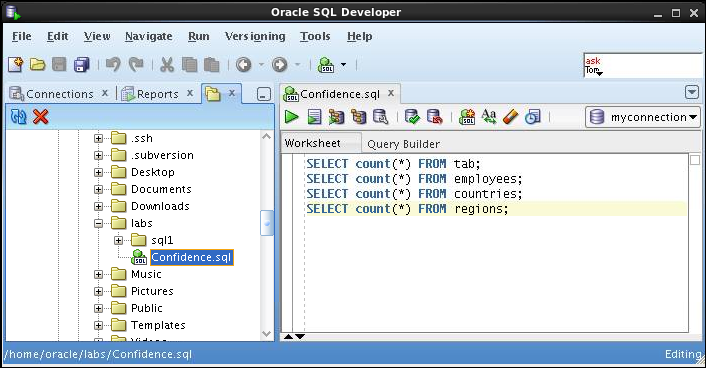 Oracle SQL Developer
File Edit View Navigate Run Versioning Tools Help
ask
Tom
Connections x Reports x x
Confidence.sql x
SQL
myconnection
Worksheet Query Builder
.ssh
.subversion
Desktop
Documents
Downloads
labs
sql1
Confidence.sql
Music
Pictures
Public
Templates
SELECT count(*) FROM tab;
SELECT count(*) FROM employees;
SELECT count(*) FROM countries;
SELECT count(*) FROM regions;
/home/oracle/labs/Confidence.sql Editing